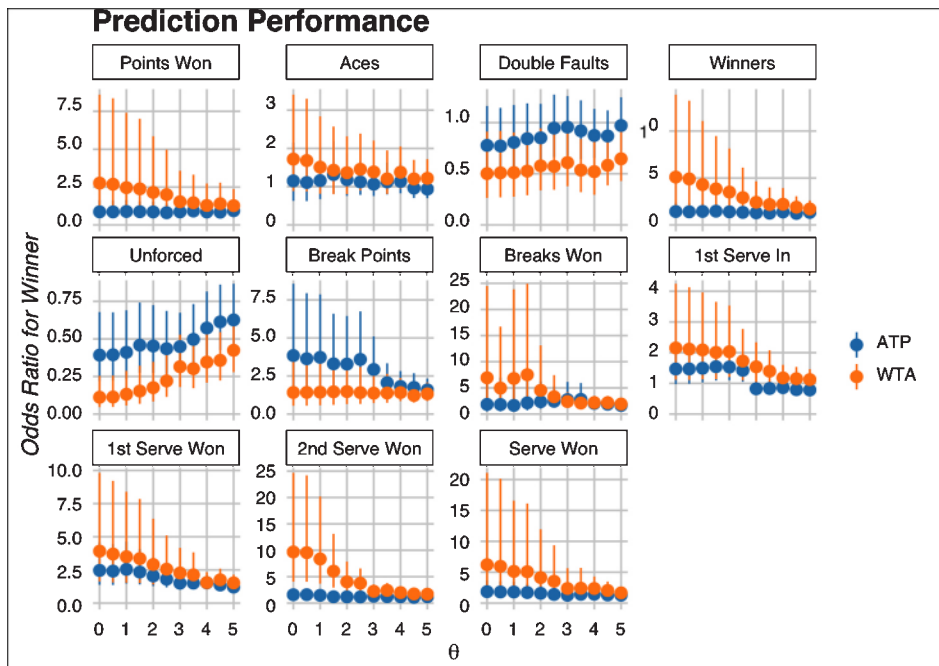 Prediction Performance
Points Won
Aces
Double Faults
Winners
7.5
5.0
2.5
0.0
3
2
1
0
1.0
0.5
0.0
10
5
0
Odds Ratio for Winner
Unforced
Break Points
Breaks Won
1st Serve In
0.75
0.50
0.25
0.00
7.5
5.0
2.5
0.0
25
20
15
10
5
0
4
3
2
1
0
ATP
WTA
1st Serve Won
2nd Serve Won
Serve Won
10.0
7.5
5.0
2.5
0.0
25
20
15
10
5
0
20
15
10
5
0
0 1 2 3 4 5
0 1 2 3 4 5
0 1 2 3 4 5
θ